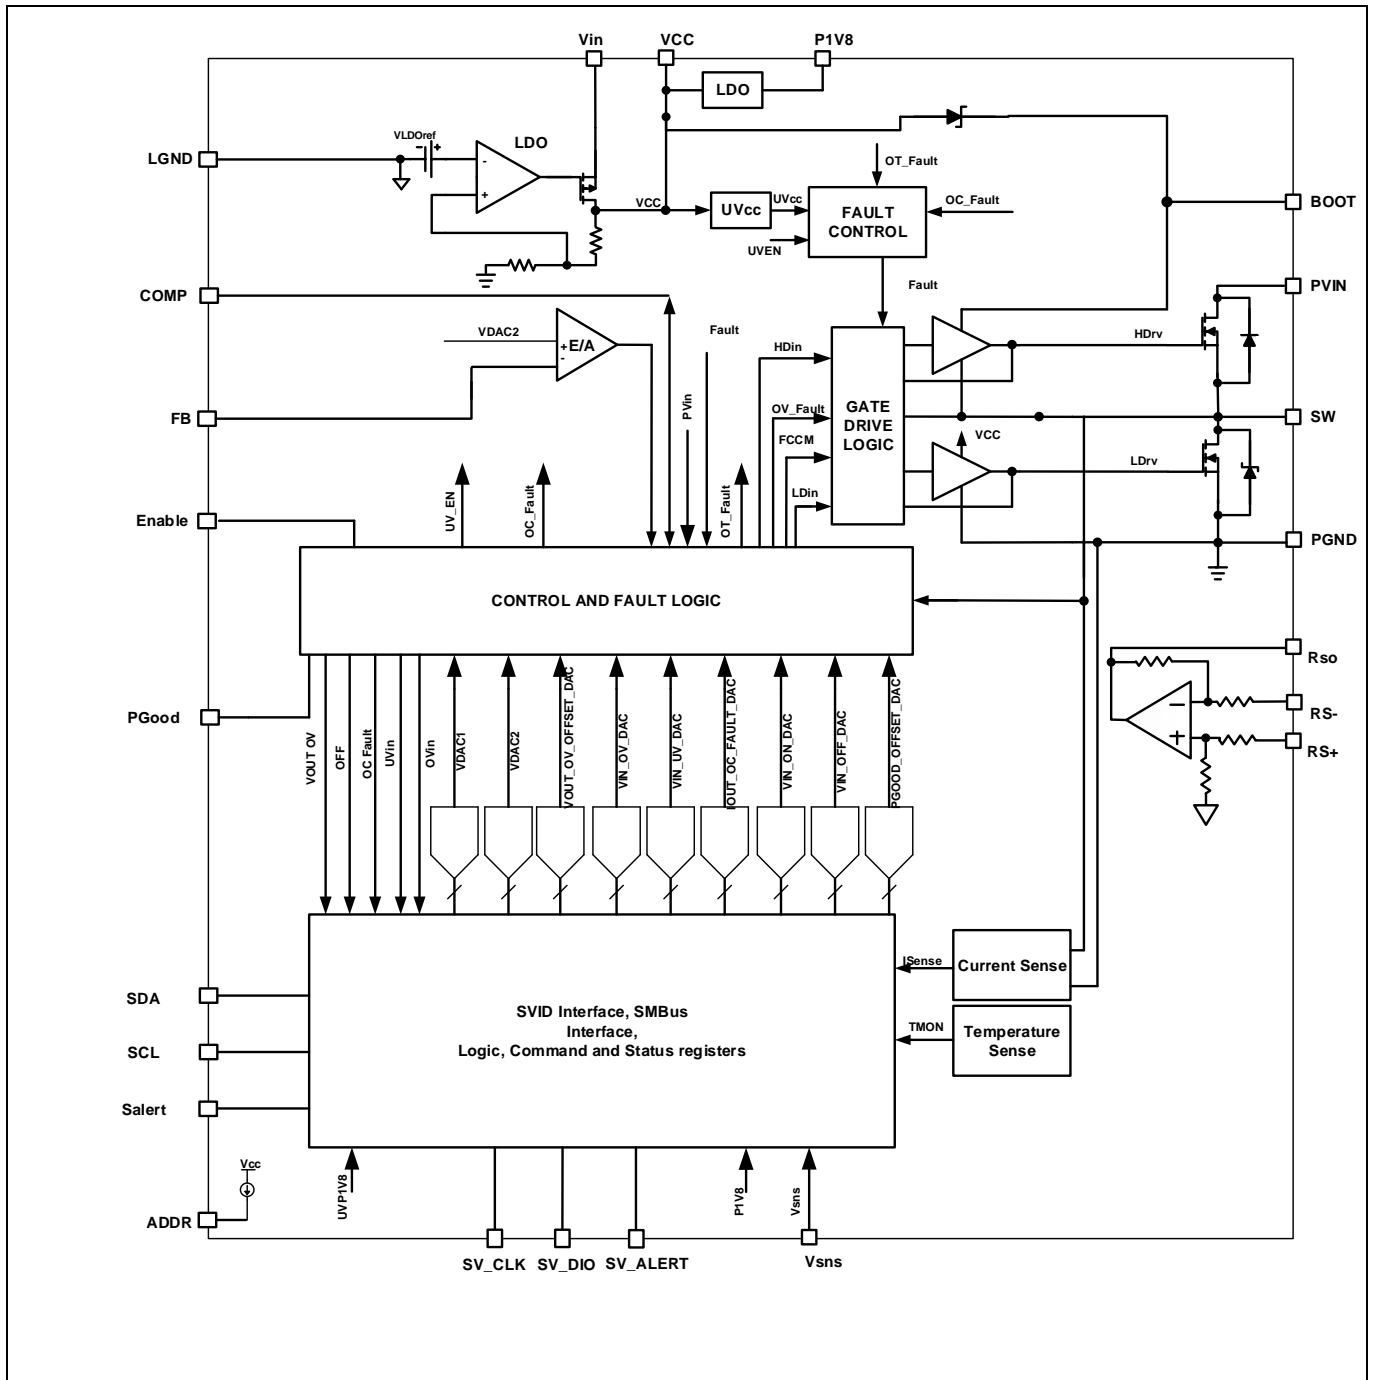 Vin
VCC
P1V8
LDO
VLDOref
LDO
LGND
-
+
-
+
OT_Fault
VCC
UVcc
UVcc
FAULT
CONTROL
OC_Fault
UVEN
BOOT
COMP
Fault
PVIN
VDAC2
+
E/A
-
Fault
HDin
HDrv
PVin
FB
OV_Fault
GATE
DRIVE
LOGIC
SW
FCCM
VCC
LDrv
LDin
UV_EN
OC_Fault
OT_Fault
Enable
PGND
CONTROL AND FAULT LOGIC
Rso
PGood
RS-
RS+
-
+
VOUT OV
OFF
OC Fault
UVin
OVin
VDAC1
VDAC2
VOUT_OV_OFFSET_DAC
VIN_OV_DAC
VIN_UV_DAC
IOUT_OC_FAULT_DAC
VIN_ON_DAC
VIN_OFF_DAC
PGOOD_OFFSET_DAC
ISense
Current Sense
SDA
SVID Interface, SMBus
Interface,
Logic, Command and Status registers
TMON
Temperature
Sense
SCL
Salert
Vcc
ADDR
UVP1V8
P1V8
Vsns
SV_CLK
SV_DIO
SV_ALERT
Vsns